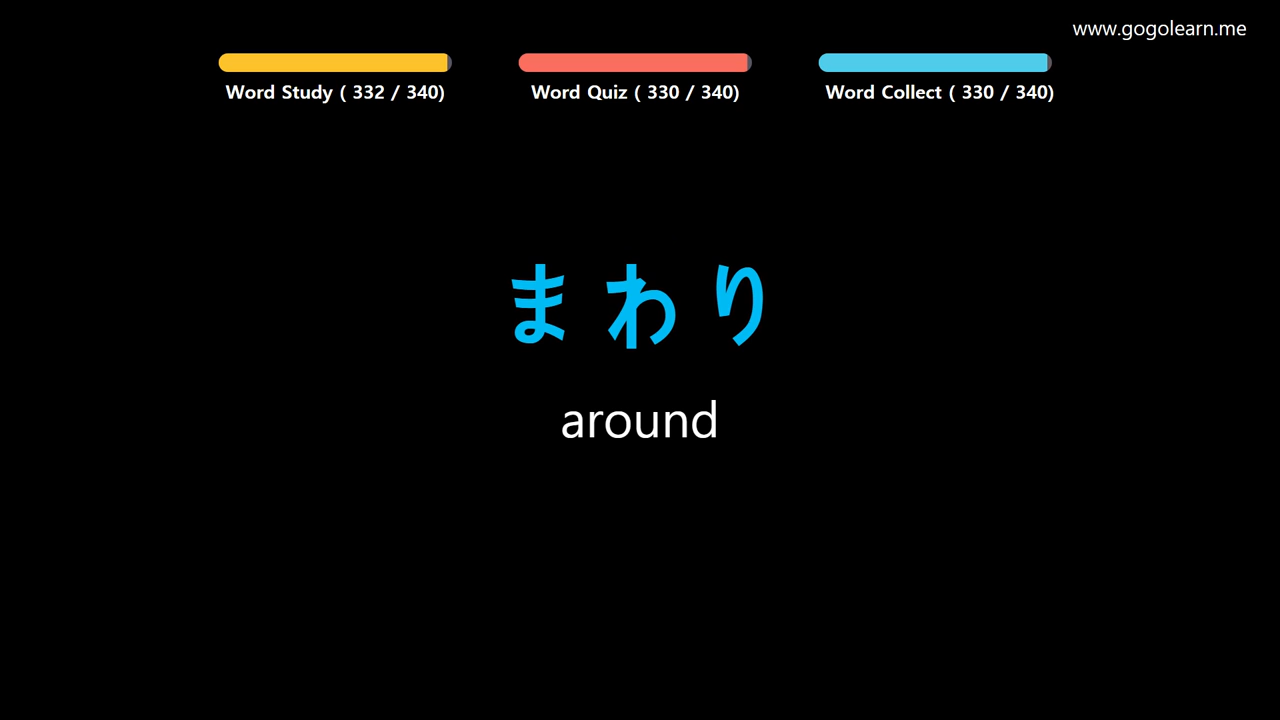 www.gogolearn.me
Word Study ( 332 / 340)
Word Quiz ( 330 / 340)
Word Collect ( 330 / 340)
まわり
around